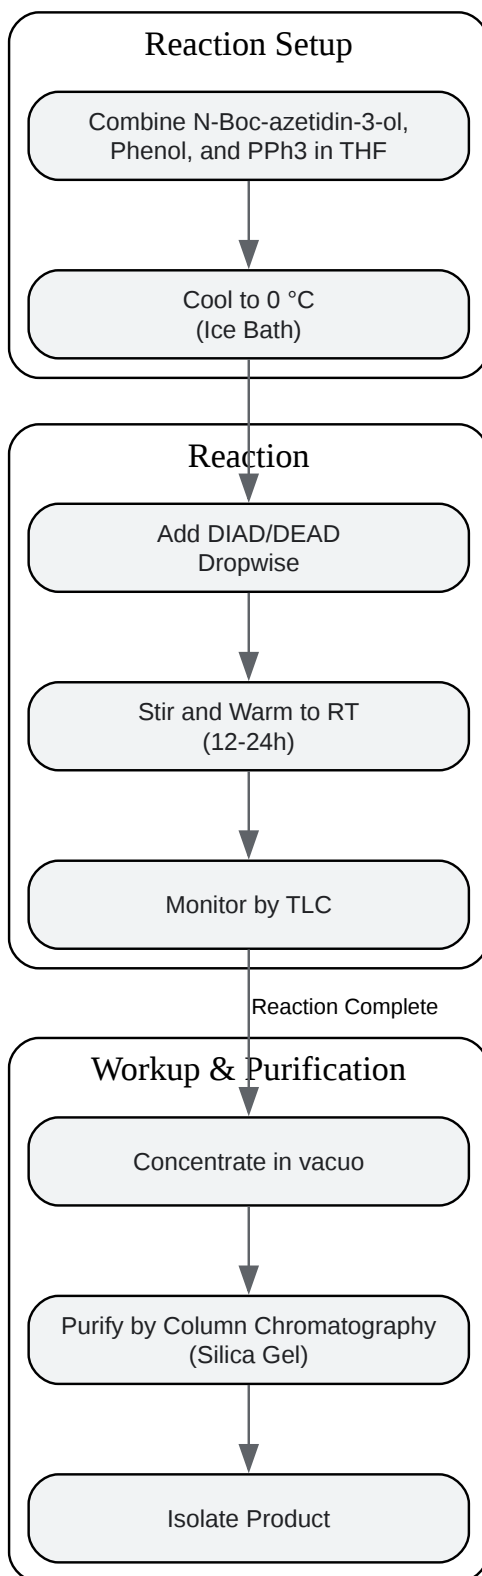 Reaction Setup
Combine N-Boc-azetidin-3-ol,
Phenol, and PPh3 in THF
Cool to 0 °C
(Ice Bath)
Reaction
Add DIAD/DEAD
Dropwise
Stir and Warm to RT
(12-24h)
Monitor by TLC
Reaction Complete
Workup & Purification
Concentrate in vacuo
Purify by Column Chromatography
(Silica Gel)
Isolate Product